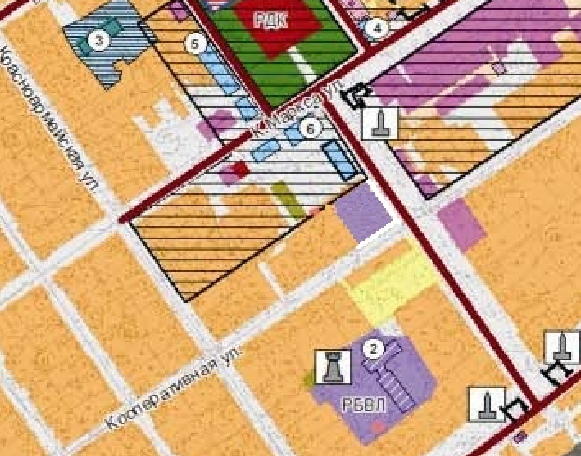 РДК
4
3
5
К.Маркса ул.
6
Красноармейская ул.
2
РБВЛ
Кооперативная ул.